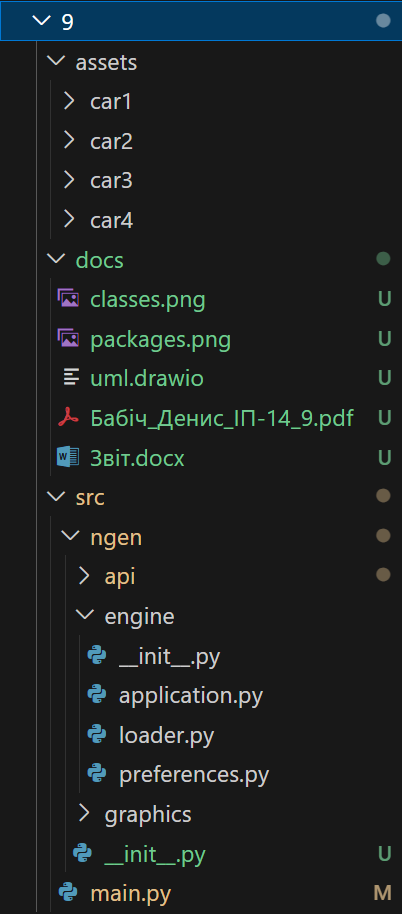 9
assets
car1
car2
car3
car4
docs
classes.png U
packages.png U
uml.drawio U
Бабіч_Денис_ІП-14_9.pdf U
Звіт.docx U
src
ngen
api
engine
__init__.py
application.py
loader.py
preferences.py
graphics
__init__.py U
main.py M